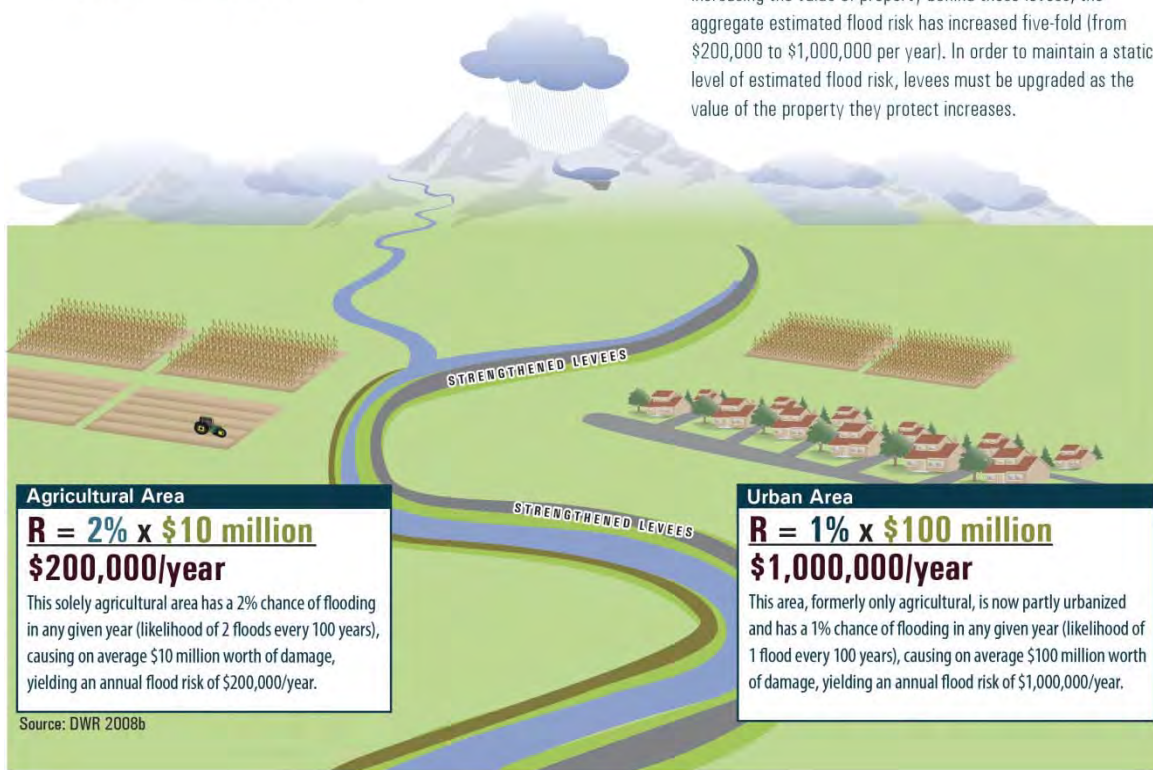 aggregate estimated flood risk has increased five-fold (from
$200,000 to $1,000,000 per year). In order to maintain a static
level of estimated flood risk, levees must be upgraded as the
value of the property they protect increases.
STRENGTHENED LEVEES
STRENGTHENED LEVEES
Agricultural Area
R = 2% x $10 million
$200,000/year
This solely agricultural area has a 2% chance of flooding
in any given year (likelihood of 2 floods every 100 years),
causing on average $10 million worth of damage,
yielding an annual flood risk of $200,000/year.
Source: DWR 2008b
Urban Area
R = 1% x $100 million
$1,000,000/year
This area, formerly only agricultural, is now partly urbanized
and has a 1% chance of flooding in any given year (likelihood of
1 flood every 100 years), causing on average $100 million worth
of damage, yielding an annual flood risk of $1,000,000/year.